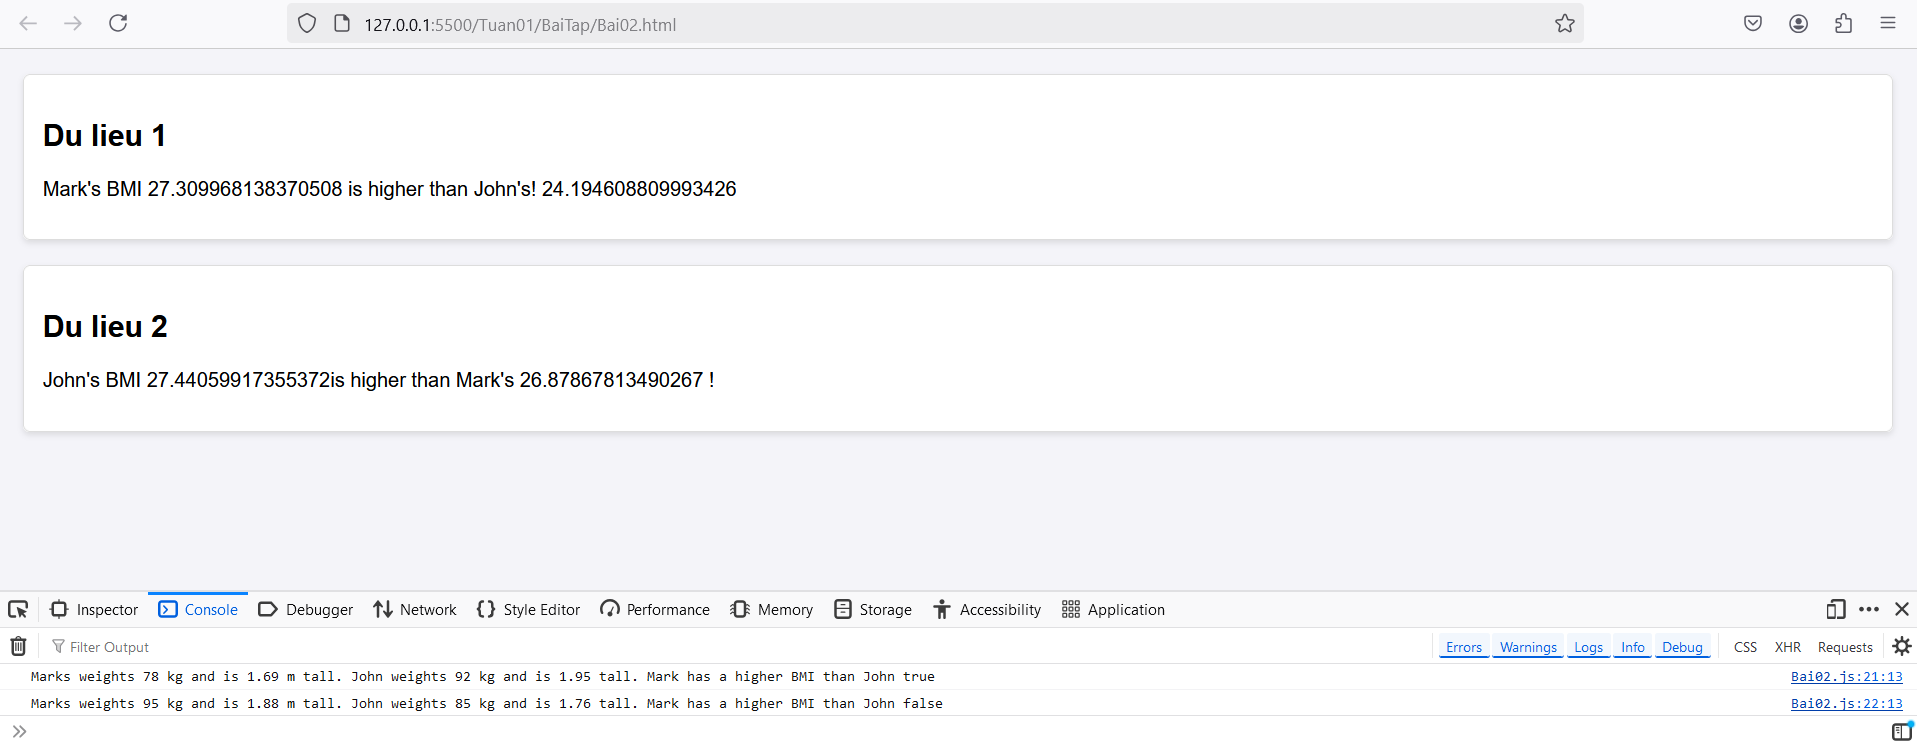 127.0.0.1:5500/Tuan01/BaiTap/Bai02.html
Du lieu 1
Mark's BMI 27.309968138370508 is higher than John's! 24.194608809993426
Du lieu 2
John's BMI 27.44059917355372is higher than Mark's 26.87867813490267 !
Inspector Console Debugger Network Style Editor Performance Memory Storage Accessibility Application
Filter Output Errors Warnings Logs Info Debug CSS XHR Requests
Marks weights 78 kg and is 1.69 m tall. John weights 92 kg and is 1.95 tall. Mark has a higher BMI than John true Bai02.js:21:13
Marks weights 95 kg and is 1.88 m tall. John weights 85 kg and is 1.76 tall. Mark has a higher BMI than John false Bai02.js:22:13